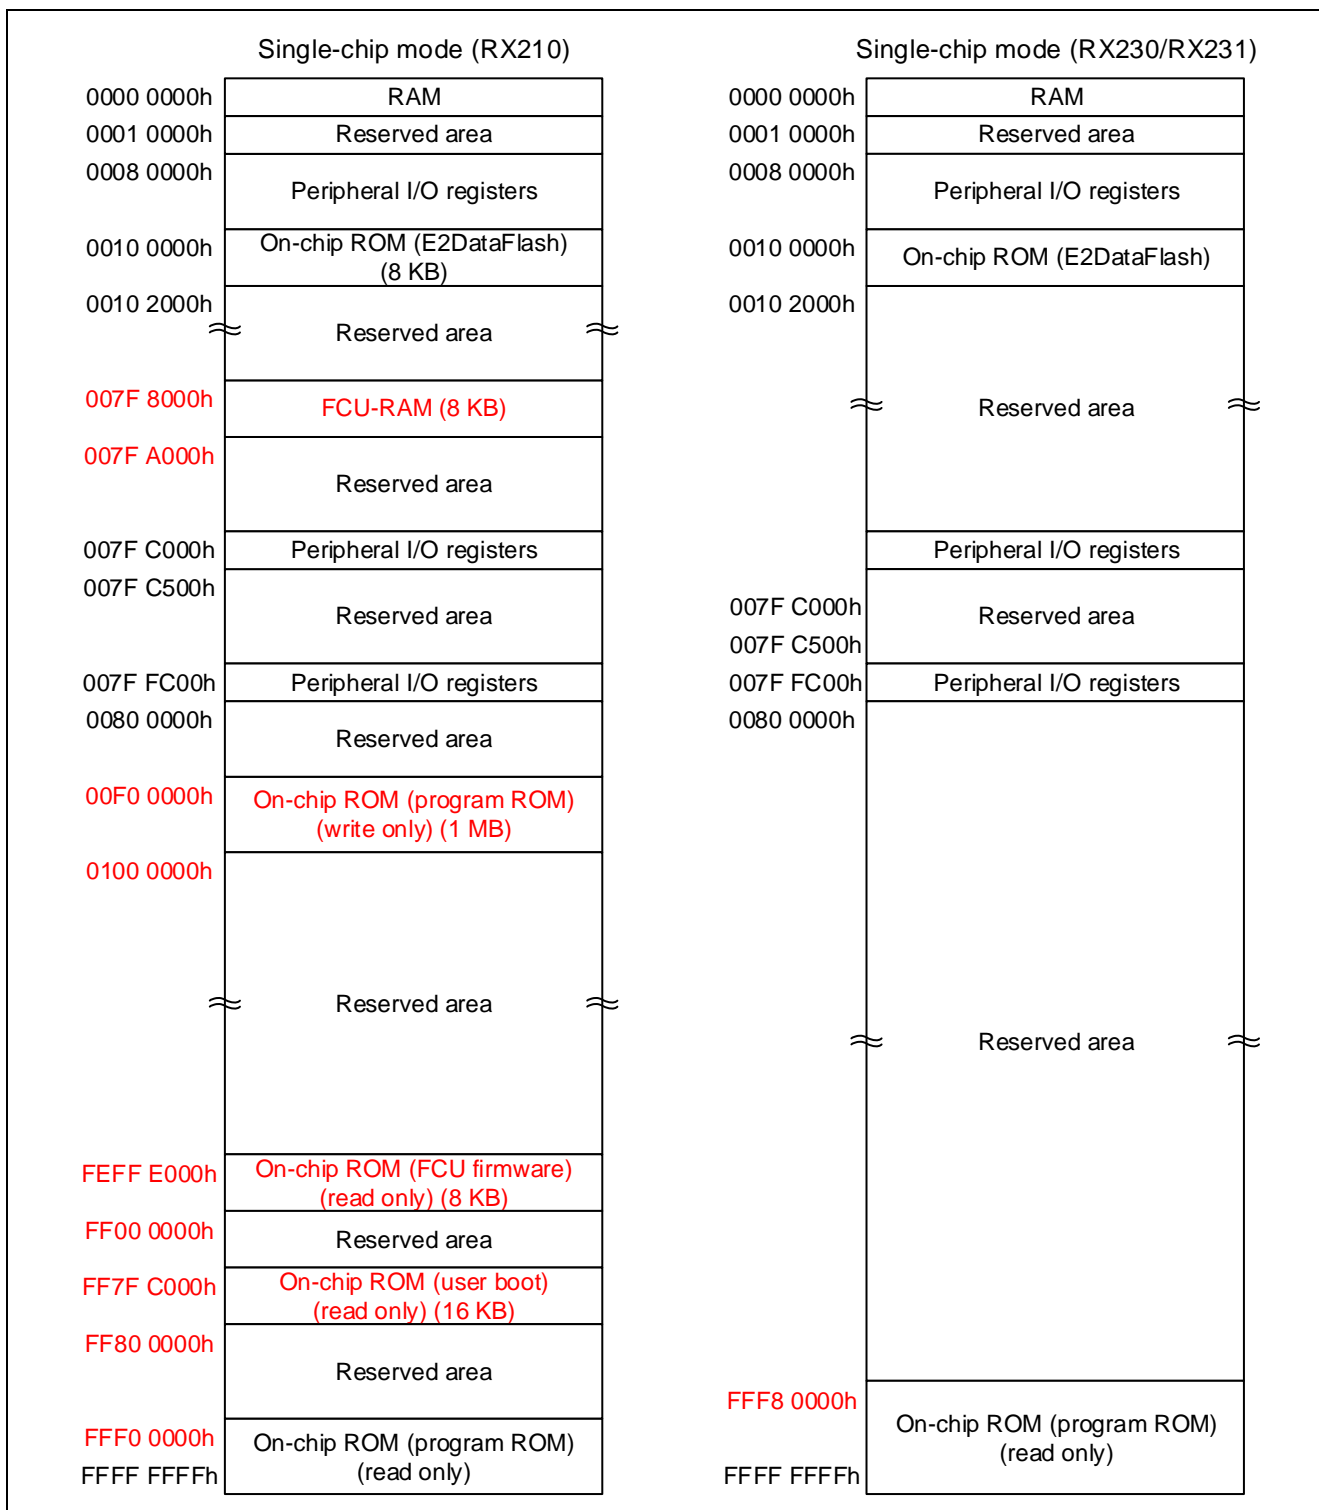 Single-chip mode (RX210)
0000 0000h
RAM
0001 0000h
Reserved area
0008 0000h
Peripheral I/O registers
0010 0000h
On-chip ROM (E2DataFlash)
(8 KB)
0010 2000h
Reserved area
007F 8000h
FCU-RAM (8 KB)
007F A000h
Reserved area
007F C000h
Peripheral I/O registers
007F C500h
Reserved area
007F FC00h
Peripheral I/O registers
0080 0000h
Reserved area
00F0 0000h
On-chip ROM (program ROM)
(write only) (1 MB)
0100 0000h
Reserved area
FEFF E000h
On-chip ROM (FCU firmware)
(read only) (8 KB)
FF00 0000h
Reserved area
FF7F C000h
On-chip ROM (user boot)
(read only) (16 KB)
FF80 0000h
Reserved area
FFF0 0000h
On-chip ROM (program ROM)
(read only)
FFFF FFFFh
Single-chip mode (RX230/RX231)
0000 0000h
RAM
0001 0000h
Reserved area
0008 0000h
Peripheral I/O registers
0010 0000h
On-chip ROM (E2DataFlash)
0010 2000h
Reserved area
Peripheral I/O registers
007F C000h
Reserved area
007F C500h
007F FC00h
Peripheral I/O registers
0080 0000h
Reserved area
FFF8 0000h
On-chip ROM (program ROM)
(read only)
FFFF FFFFh